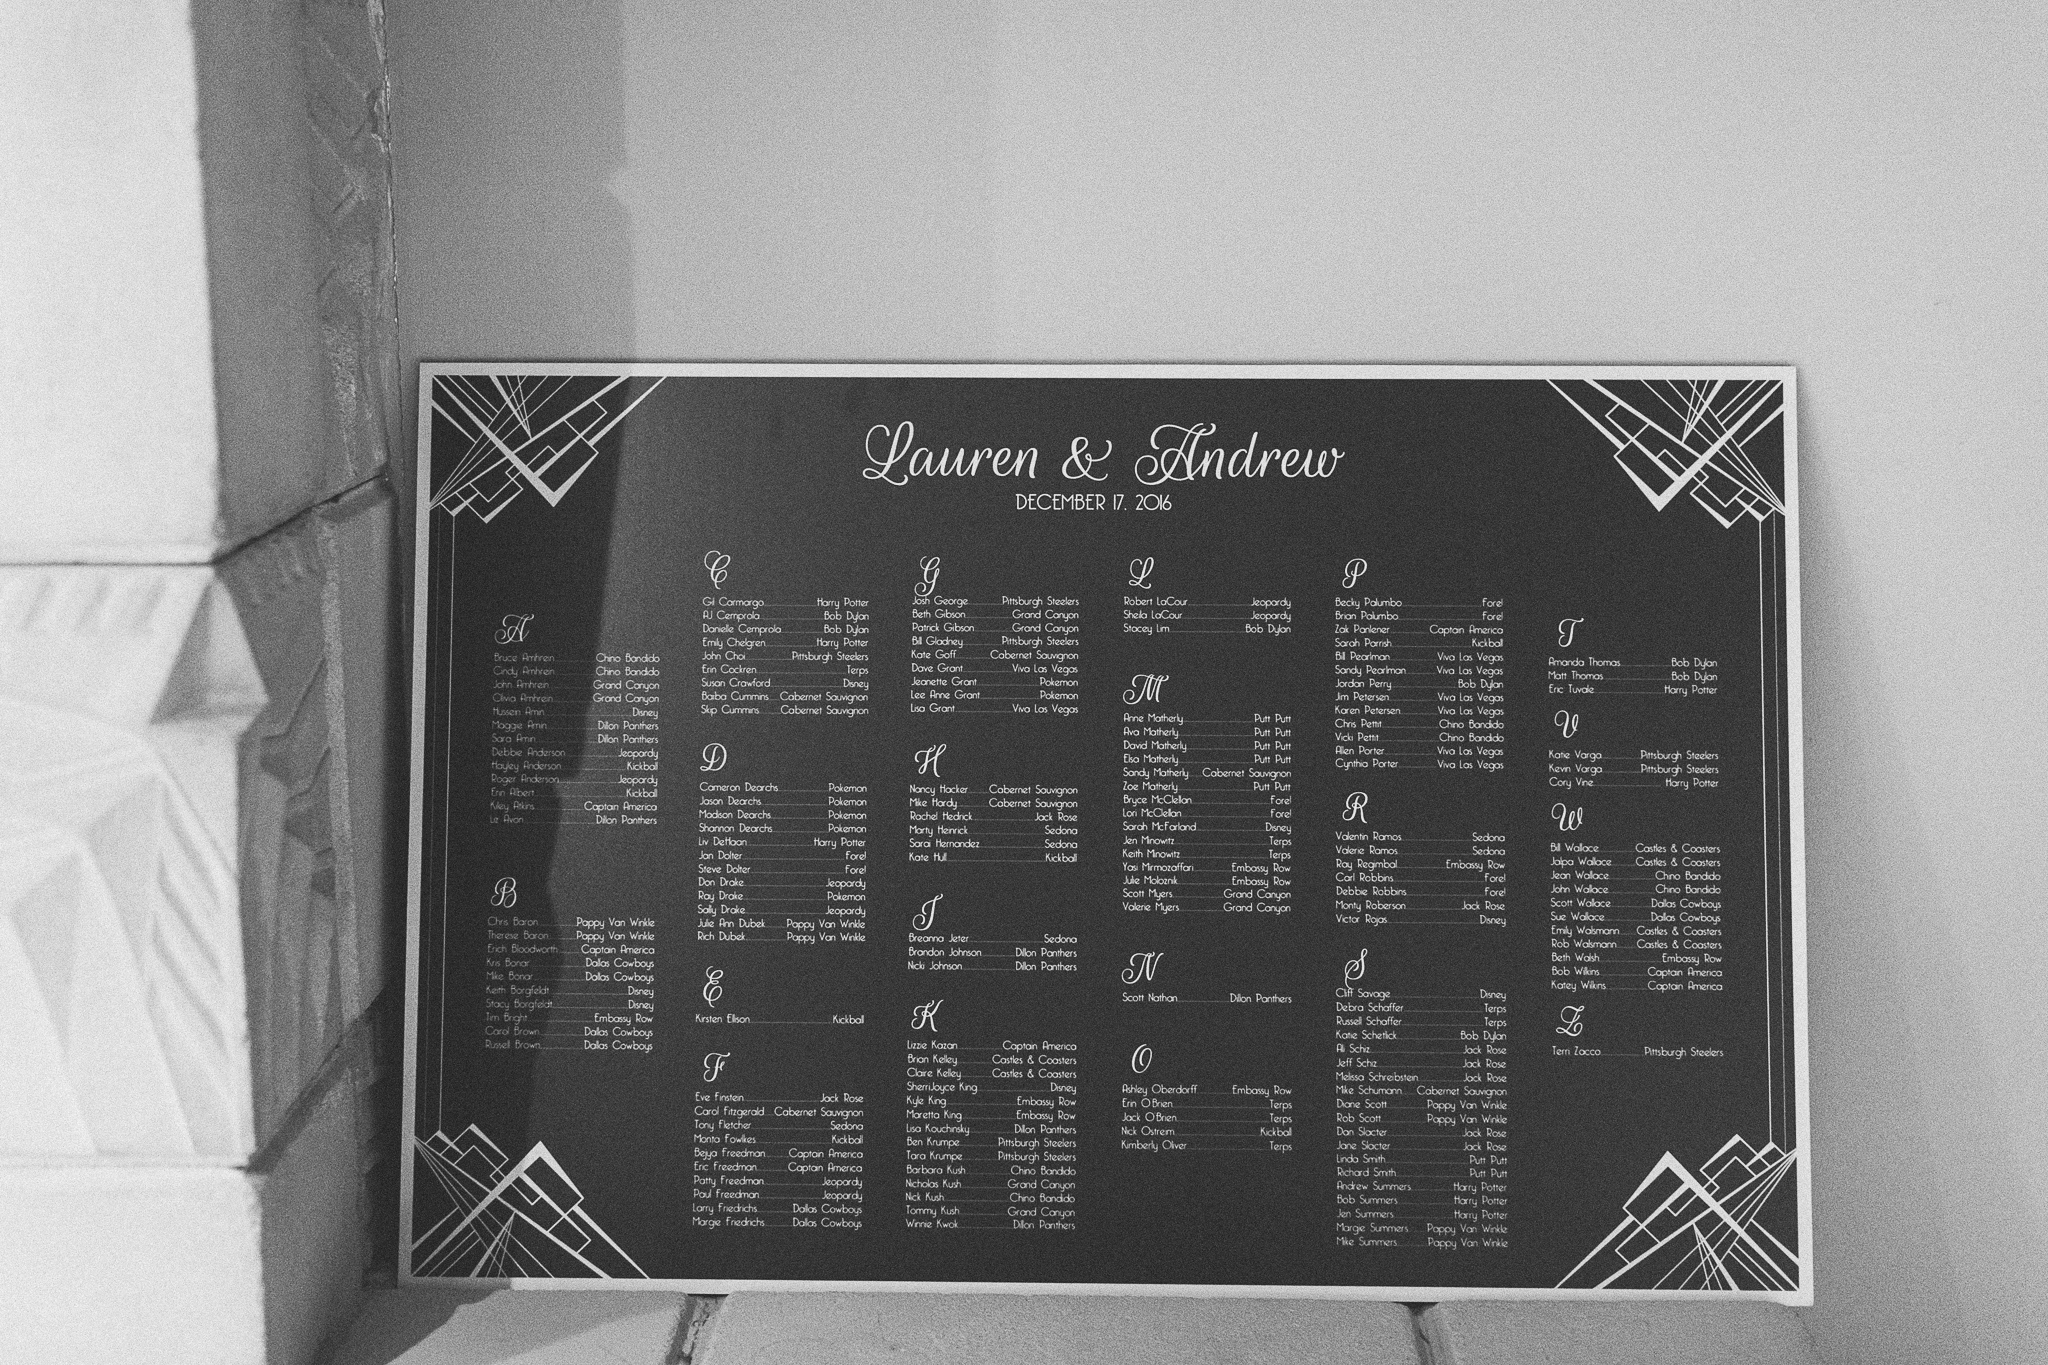 Lauren & Andrew
DECEMBER 17, 2016
A
Bruce Amhrein Chino Bandido
Cindy Amhrein Chino Bandido
John Amhrein Grand Canyon
Olivia Amhrein Grand Canyon
Hussein Amin Disney
Maggie Amin Dillon Panthers
Sara Amin Dillon Panthers
Debbie Anderson Jeopardy
Hayley Anderson Kickball
Roger Anderson Jeopardy
Erin Albert Kickball
Kiley Atkins Captain America
Le Avon Dillon Panthers
B
Chris Baron Pappy Van Winkle
Therese Baron Pappy Van Winkle
Erich Bloodworth Captain America
Kris Bonar Dallas Cowboys
Mike Bonar Dallas Cowboys
Keith Borgfeldt Disney
Stacy Borgfeldt Disney
Tim Bright Embassy Row
Carol Brown Dallas Cowboys
Russell Brown Dallas Cowboys
C
Gil Carmargo Harry Potter
AJ Cemprola Bob Dylan
Danielle Cemprola Bob Dylan
Emily Chelgren Harry Potter
John Choi Pittsburgh Steelers
Erin Cockren Terps
Susan Crawford Disney
Baiba Cummins Cabernet Sauvignon
Skip Cummins Cabernet Sauvignon
D
Cameron Dearchs Pokemon
Jason Dearchs Pokemon
Madison Dearchs Pokemon
Shannon Dearchs Pokemon
Liv DeHaan Harry Potter
Jan Dolter Fore!
Steve Dolter Fore!
Don Drake Jeopardy
Ray Drake Pokemon
Sally Drake Jeopardy
Julie Ann Dubek Pappy Van Winkle
Rich Dubek Pappy Van Winkle
E
Kirsten Elison Kickball
F
Eve Finstein Jack Rose
Carol Fitzgerald Cabernet Sauvignon
Tony Fletcher Sedona
Monta Fowlkes Kickball
Bejya Freedman Captain America
Eric Freedman Captain America
Patty Freedman Jeopardy
Paul Freedman Jeopardy
Larry Friedrichs Dallas Cowboys
Margie Friedrichs Dallas Cowboys
G
Josh George Pittsburgh Steelers
Beth Gibson Grand Canyon
Patrick Gibson Grand Canyon
Bill Gladney Pittsburgh Steelers
Kate Goff Cabernet Sauvignon
Dave Grant Viva Las Vegas
Jeanette Grant Pokemon
Lee Anne Grant Pokemon
Lisa Grant Viva Las Vegas
H
Nancy Hacker Cabernet Sauvignon
Mike Hardy Cabernet Sauvignon
Rachel Hedrick Jack Rose
Marty Heinrick Sedona
Sarai Hernandez Sedona
Kate Hull Kickball
J
Breanna Jeter Sedona
Brandon Johnson Dillon Panthers
Nicki Johnson Dillon Panthers
K
Lizzie Kazan Captain America
Brian Kelley Castles & Coasters
Claire Kelley Castles & Coasters
SherriJoyce King Disney
Kyle King Embassy Row
Maretta King Embassy Row
Lisa Kouchinsky Dillon Panthers
Ben Krumpe Pittsburgh Steelers
Tara Krumpe Pittsburgh Steelers
Barbara Kush Chino Bandido
Nicholas Kush Grand Canyon
Nick Kush Chino Bandido
Tommy Kush Grand Canyon
Winnie Kwok Dillon Panthers
L
Robert LaCour Jeopardy
Sheila LaCour Jeopardy
Stacey Lim Bob Dylan
M
Anne Matherly Putt Putt
Ava Matherly Putt Putt
David Matherly Putt Putt
Elsa Matherly Putt Putt
Sandy Matherly Cabernet Sauvignon
Zoe Matherly Putt Putt
Bryce McClellan Fore!
Lori McClellan Fore!
Sarah McFarland Disney
Jen Minowitz Terps
Keith Minowitz Terps
Yasi Mirmozaffari Embassy Row
Julie Moloznik Embassy Row
Scott Myers Grand Canyon
Valerie Myers Grand Canyon
N
Scott Nathan Dillon Panthers
O
Ashley Oberdorff Embassy Row
Erin O'Brien Terps
Jack O'Brien Terps
Nick Ostreim Kickball
Kimberly Oliver Terps
P
Becky Palumbo Fore!
Brian Palumbo Fore!
Zak Pantener Captain America
Sarah Parrish Kickball
Bill Pearlman Viva Las Vegas
Sandy Pearlman Viva Las Vegas
Jordan Perry Bob Dylan
Jim Petersen Viva Las Vegas
Karen Petersen Viva Las Vegas
Chris Pettit Chino Bandido
Vicki Pettit Chino Bandido
Allen Porter Viva Las Vegas
Cynthia Porter Viva Las Vegas
R
Valentin Ramos Sedona
Valerie Ramos Sedona
Ray Regimbal Embassy Row
Carl Robbins Fore!
Debbie Robbins Fore!
Monty Roberson Jack Rose
Victor Rojas Disney
S
Cliff Savage Disney
Debra Schaffer Terps
Russell Schaffer Terps
Katie Schetlick Bob Dylan
Ali Schiz Jack Rose
Jeff Schiz Jack Rose
Melissa Schreibstein Jack Rose
Mike Schumann Cabernet Sauvignon
Diane Scott Pappy Van Winkle
Rob Scott Pappy Van Winkle
Dan Slacter Jack Rose
Jane Slacter Jack Rose
Linda Smith Putt Putt
Richard Smith Putt Putt
Andrew Summers Harry Potter
Bob Summers Harry Potter
Jen Summers Harry Potter
Margie Summers Pappy Van Winkle
Mike Summers Pappy Van Winkle
T
Amanda Thomas Bob Dylan
Matt Thomas Bob Dylan
Eric Tuvale Harry Potter
V
Katie Varga Pittsburgh Steelers
Kevin Varga Pittsburgh Steelers
Cory Vine Harry Potter
W
Bill Wallace Castles & Coasters
Jalpa Wallace Castles & Coasters
Jean Wallace Chino Bandido
John Wallace Chino Bandido
Scott Wallace Dallas Cowboys
Sue Wallace Dallas Cowboys
Emily Walsmann Castles & Coasters
Rob Walsmann Castles & Coasters
Beth Walsh Embassy Row
Bob Wilkins Captain America
Katey Wilkins Captain America
Z
Terri Zacco Pittsburgh Steelers